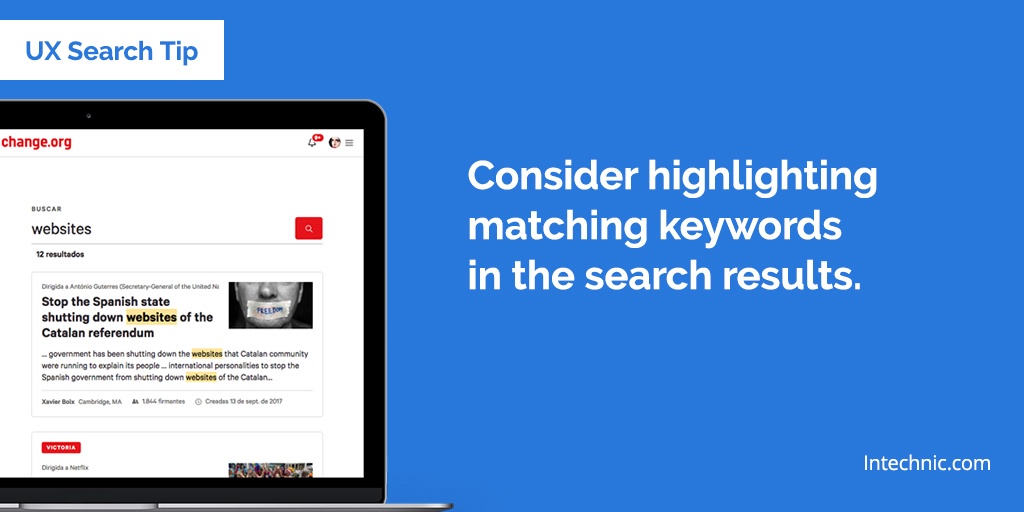 UX Search Tip
change.org
9+
BUSCAR
websites
12 resultados
Dirigida a António Guterres (Secretary-General of the United Na
Stop the Spanish state
shutting down websites of the
Catalan referendum
FREEDOM
... government has been shutting down the websites that Catalan community
were running to explain its people ... international personalities to stop the
Spanish government from shutting down websites of the Catalan...
Xavier Boix Cambridge, MA 1.844 firmantes Creadas 13 de sept. de 2017
VICTORIA
Dirigida a Netflix
Consider highlighting
matching keywords
in the search results.
Intechnic.com